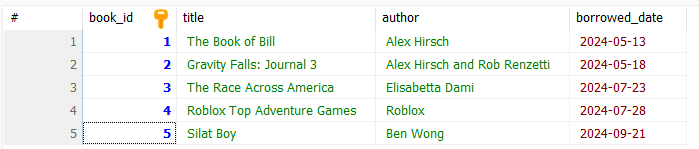 # book_id title author borrowed_date
1 1 The Book of Bill Alex Hirsch 2024-05-13
2 2 Gravity Falls: Journal 3 Alex Hirsch and Rob Renzetti 2024-05-18
3 3 The Race Across America Elisabetta Dami 2024-07-23
4 4 Roblox Top Adventure Games Roblox 2024-07-28
5 5 Silat Boy Ben Wong 2024-09-21